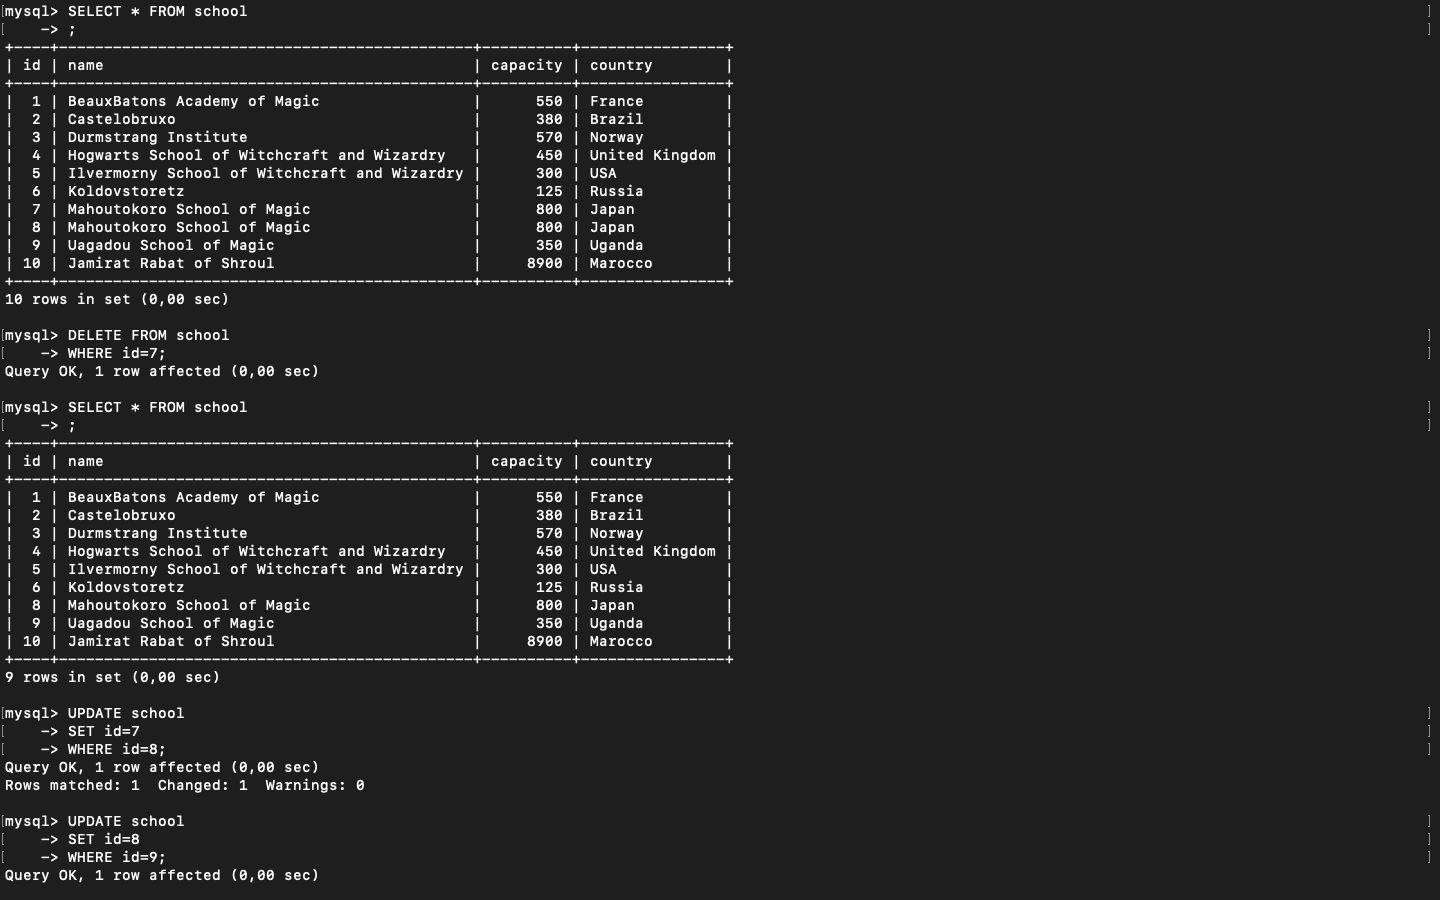 [mysql> SELECT * FROM school ]
[    -> ; ]
+----+----------------------------------------------+----------+----------------+
| id | name                                         | capacity | country        |
+----+----------------------------------------------+----------+----------------+
|  1 | BeauxBatons Academy of Magic                 |      550 | France         |
|  2 | Castelobruxo                                 |      380 | Brazil         |
|  3 | Durmstrang Institute                         |      570 | Norway         |
|  4 | Hogwarts School of Witchcraft and Wizardry   |      450 | United Kingdom |
|  5 | Ilvermorny School of Witchcraft and Wizardry |      300 | USA            |
|  6 | Koldovstoretz                                |      125 | Russia         |
|  7 | Mahoutokoro School of Magic                  |      800 | Japan          |
|  8 | Mahoutokoro School of Magic                  |      800 | Japan          |
|  9 | Uagadou School of Magic                      |      350 | Uganda         |
| 10 | Jamirat Rabat of Shroul                      |     8900 | Marocco        |
+----+----------------------------------------------+----------+----------------+
10 rows in set (0,00 sec)
[mysql> DELETE FROM school ]
[    -> WHERE id=7; ]
Query OK, 1 row affected (0,00 sec)
[mysql> SELECT * FROM school ]
[    -> ; ]
+----+----------------------------------------------+----------+----------------+
| id | name                                         | capacity | country        |
+----+----------------------------------------------+----------+----------------+
|  1 | BeauxBatons Academy of Magic                 |      550 | France         |
|  2 | Castelobruxo                                 |      380 | Brazil         |
|  3 | Durmstrang Institute                         |      570 | Norway         |
|  4 | Hogwarts School of Witchcraft and Wizardry   |      450 | United Kingdom |
|  5 | Ilvermorny School of Witchcraft and Wizardry |      300 | USA            |
|  6 | Koldovstoretz                                |      125 | Russia         |
|  8 | Mahoutokoro School of Magic                  |      800 | Japan          |
|  9 | Uagadou School of Magic                      |      350 | Uganda         |
| 10 | Jamirat Rabat of Shroul                      |     8900 | Marocco        |
+----+----------------------------------------------+----------+----------------+
9 rows in set (0,00 sec)
[mysql> UPDATE school ]
[    -> SET id=7 ]
[    -> WHERE id=8; ]
Query OK, 1 row affected (0,00 sec)
Rows matched: 1  Changed: 1  Warnings: 0
[mysql> UPDATE school ]
[    -> SET id=8 ]
[    -> WHERE id=9; ]
Query OK, 1 row affected (0,00 sec)